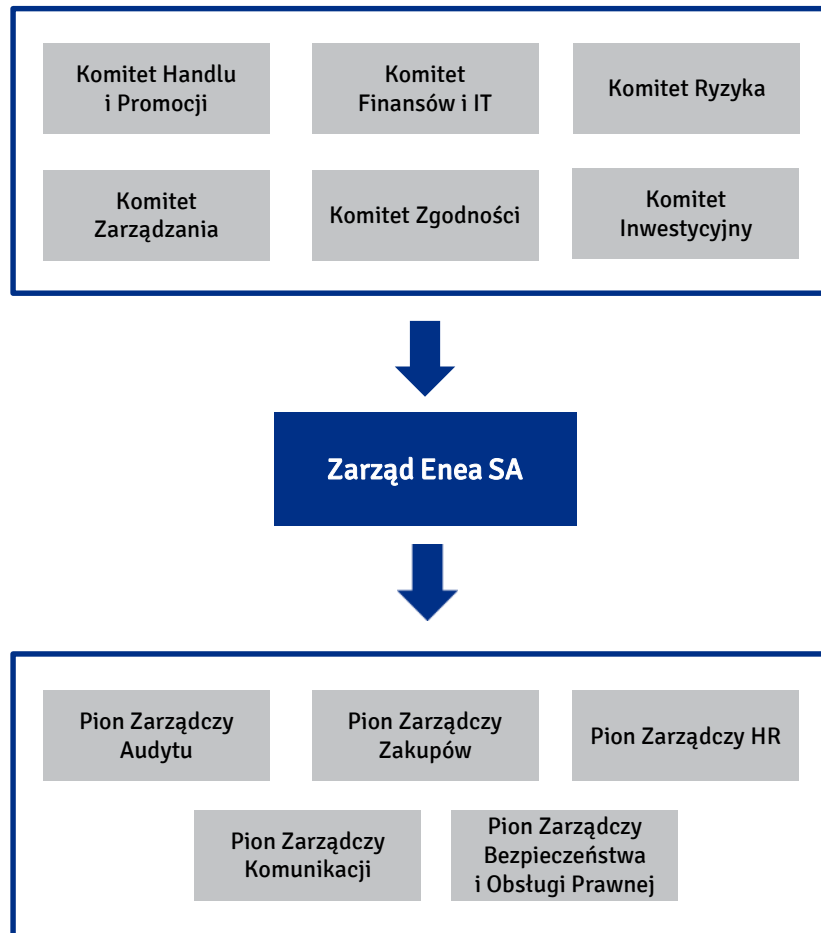 Komitet Handlu
i Promocji
Komitet
Finansów i IT
Komitet Ryzyka
Komitet
Zarządzania
Komitet Zgodności
Komitet
Inwestycyjny
Zarząd Enea SA
Pion Zarządczy
Audytu
Pion Zarządczy
Zakupów
Pion Zarządczy HR
Pion Zarządczy
Komunikacji
Pion Zarządczy
Bezpieczeństwa
i Obsługi Prawnej